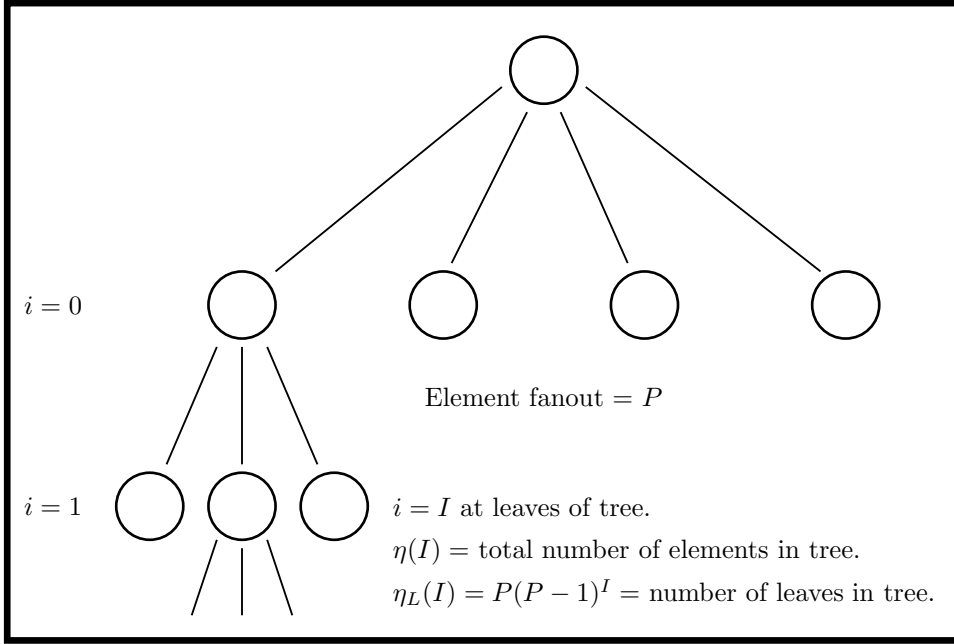 i = 0
Element fanout = P
i = 1
i = I at leaves of tree.
η(I) = total number of elements in tree.
η_L(I) = P(P − 1)^I = number of leaves in tree.